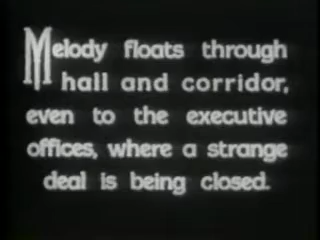 Melody floats through
hall and corridor,
even to the executive
offices, where a strange
deal is being closed.